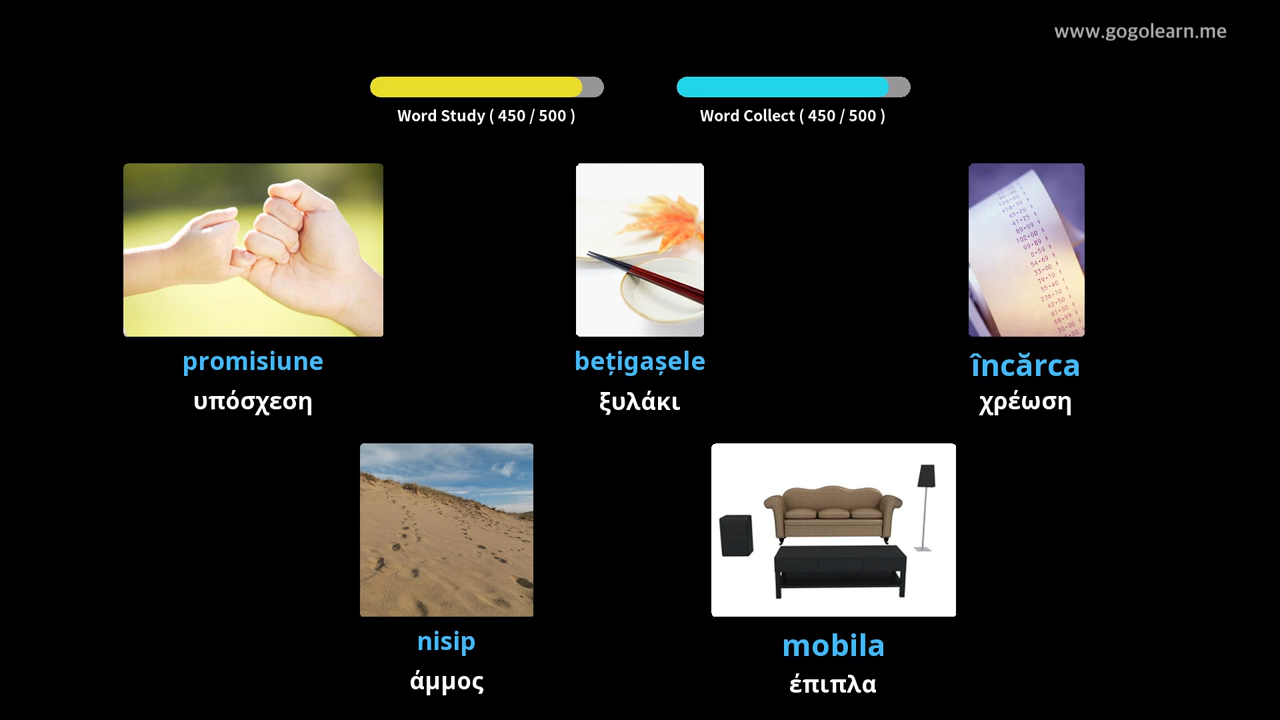 www.gogolearn.me
Word Study ( 450 / 500 )
Word Collect ( 450 / 500 )
promisiune
υπόσχεση
bețigașele
ξυλάκι
încărca
χρέωση
nisip
άμμος
mobila
έπιπλα